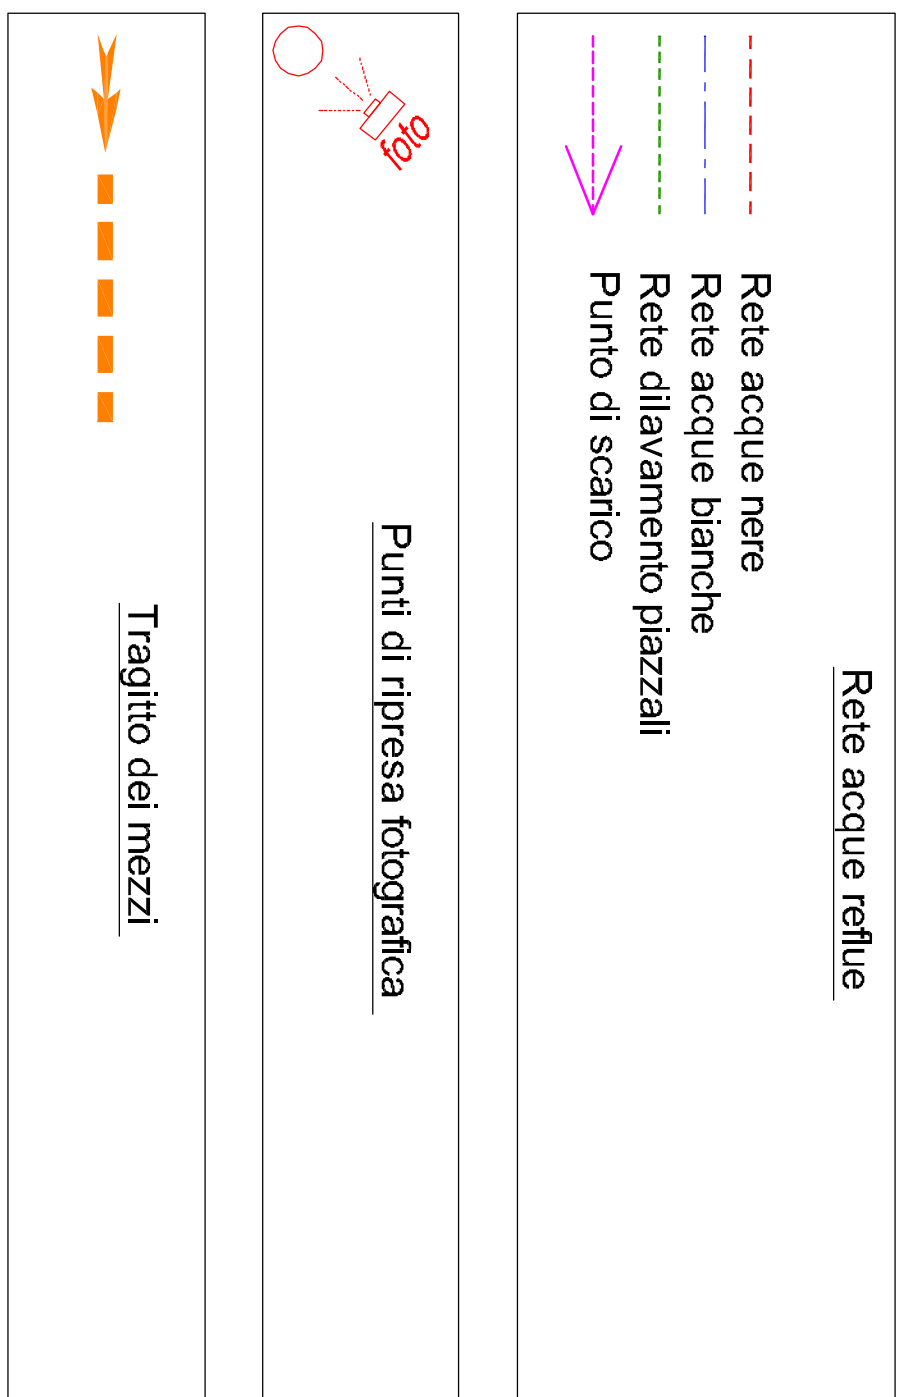 Rete acque reflue
Rete acque nere
Rete acque bianche
Rete dilavamento piazzali
Punto di scarico
Punti di ripresa fotografica
foto
Tragitto dei mezzi